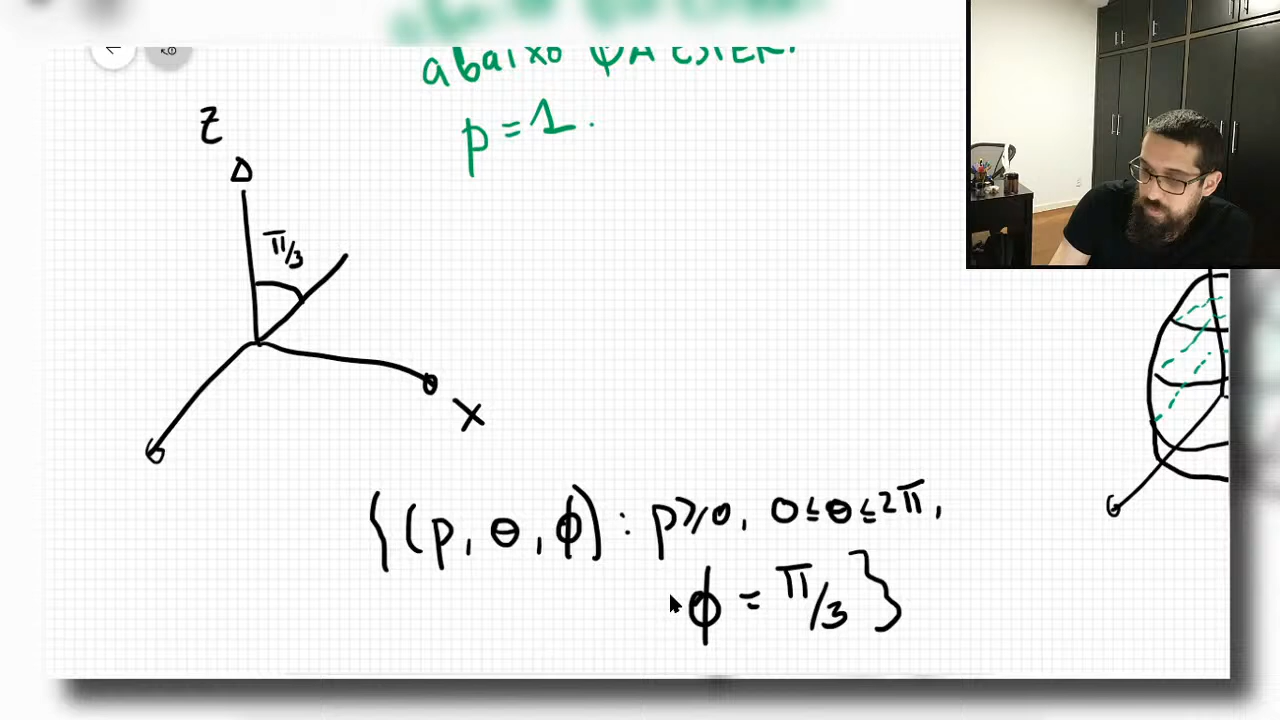 abaixo
p = 1.
z
π/3
x
{(p, θ, ϕ) : p ≥ 0, 0 ≤ θ ≤ 2π,
ϕ = π/3}